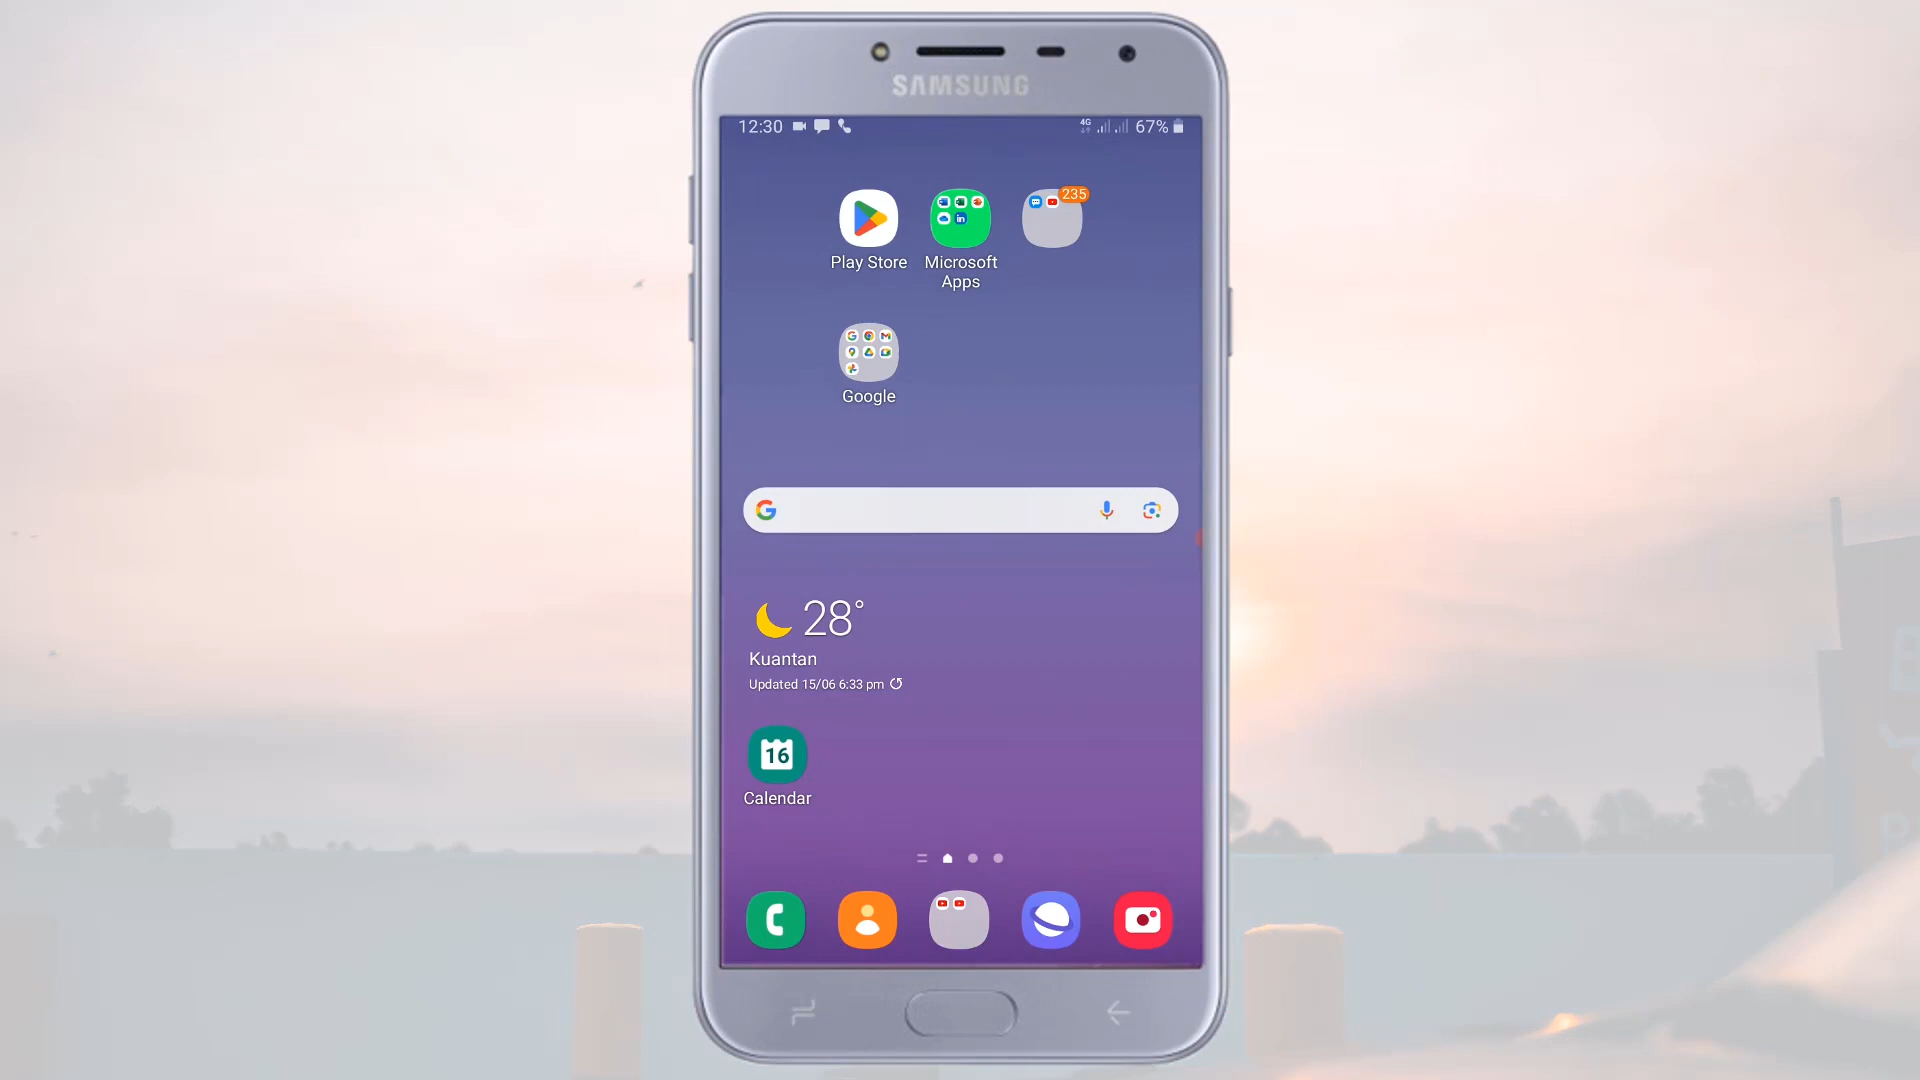 SAMSUNG
12:30
4G
67%
235
Play Store
Microsoft
Apps
Google
28°
Kuantan
Updated 15/06 6:33 pm
16
Calendar